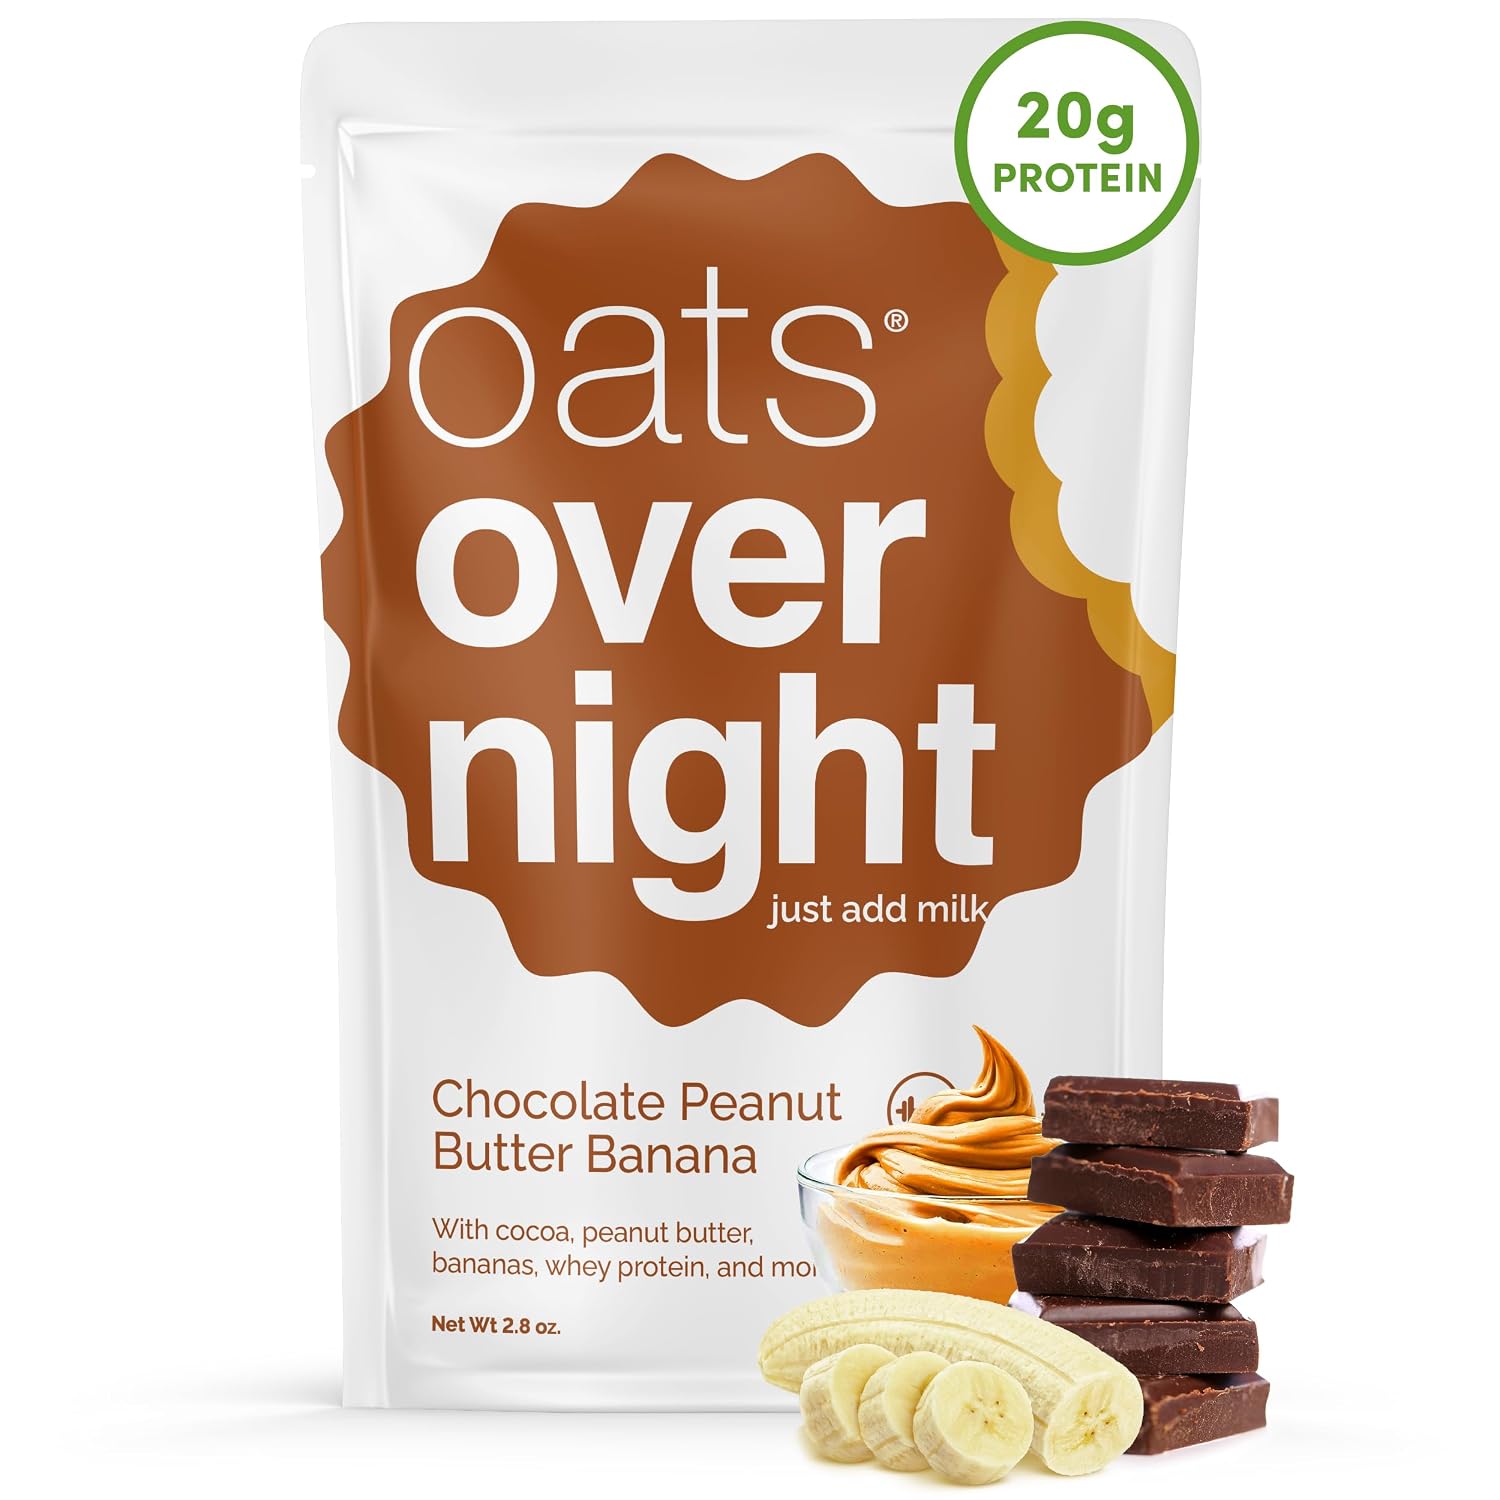 20g
PROTEIN
oats®
over
night
just add milk
Chocolate Peanut
Butter Banana
With cocoa, peanut butter,
bananas, whey protein, and
Net Wt 2.8 oz.